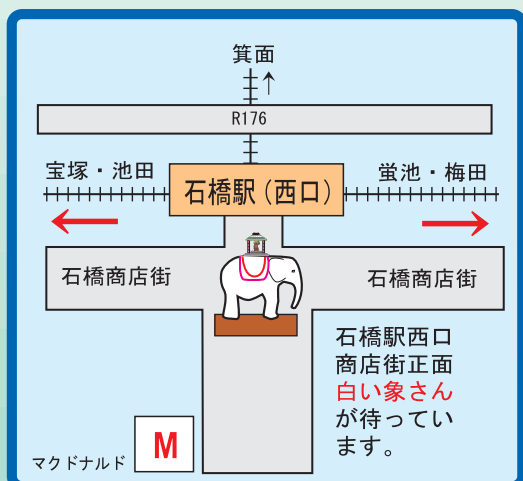 箕面
R176
宝塚・池田
蛍池・梅田
石橋駅(西口)
石橋商店街
石橋商店街
石橋駅西口
商店街正面
白い象さん
が待ってい
ます。
マクドナルド
M